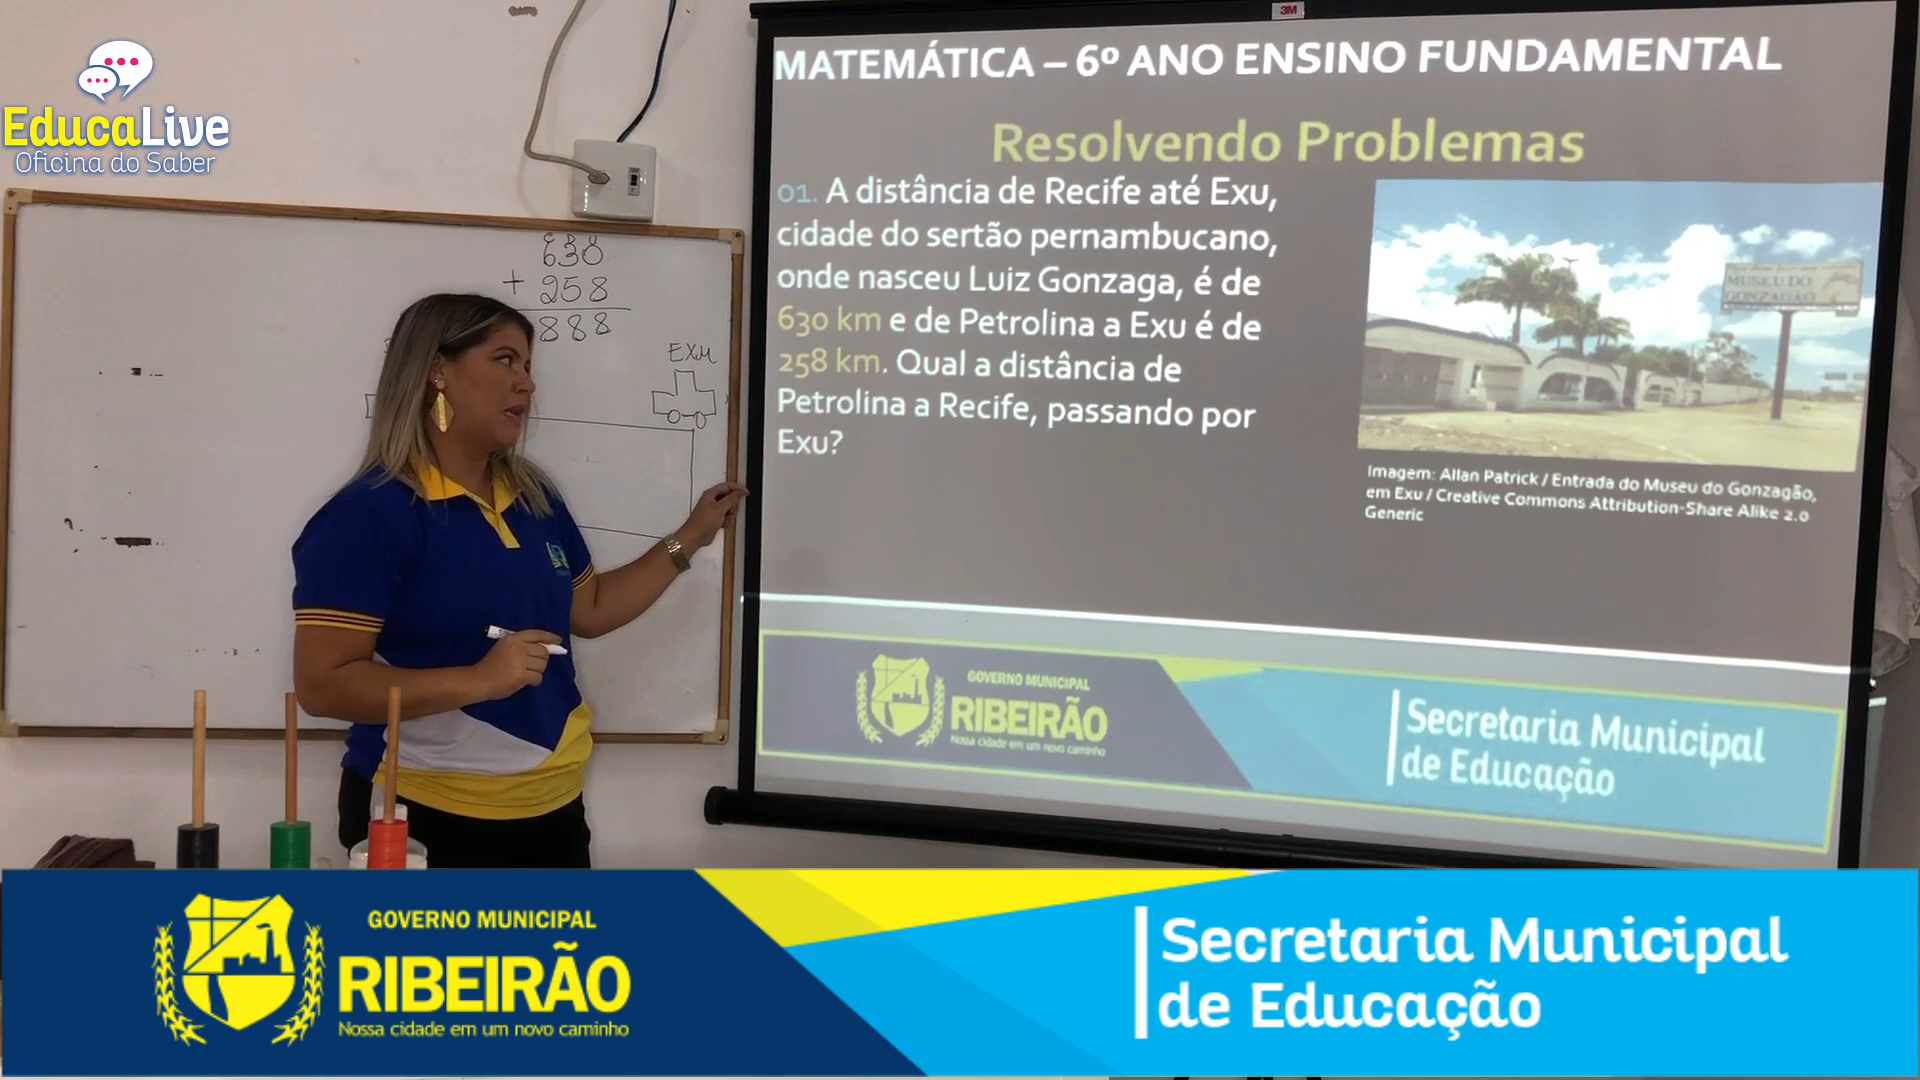 EducaLive
Oficina do Saber
630
+ 258
888
EXU
3M
MATEMÁTICA – 6º ANO ENSINO FUNDAMENTAL
Resolvendo Problemas
01. A distância de Recife até Exu,
cidade do sertão pernambucano,
onde nasceu Luiz Gonzaga, é de
630 km e de Petrolina a Exu é de
258 km. Qual a distância de
Petrolina a Recife, passando por
Exu?
MUSEU DO
GONZAGÃO
Imagem: Allan Patrick / Entrada do Museu do Gonzagão,
em Exu / Creative Commons Attribution-Share Alike 2.0
Generic
GOVERNO MUNICIPAL
RIBEIRÃO
Nossa cidade em um novo caminho
Secretaria Municipal
de Educação
GOVERNO MUNICIPAL
RIBEIRÃO
Nossa cidade em um novo caminho
Secretaria Municipal
de Educação